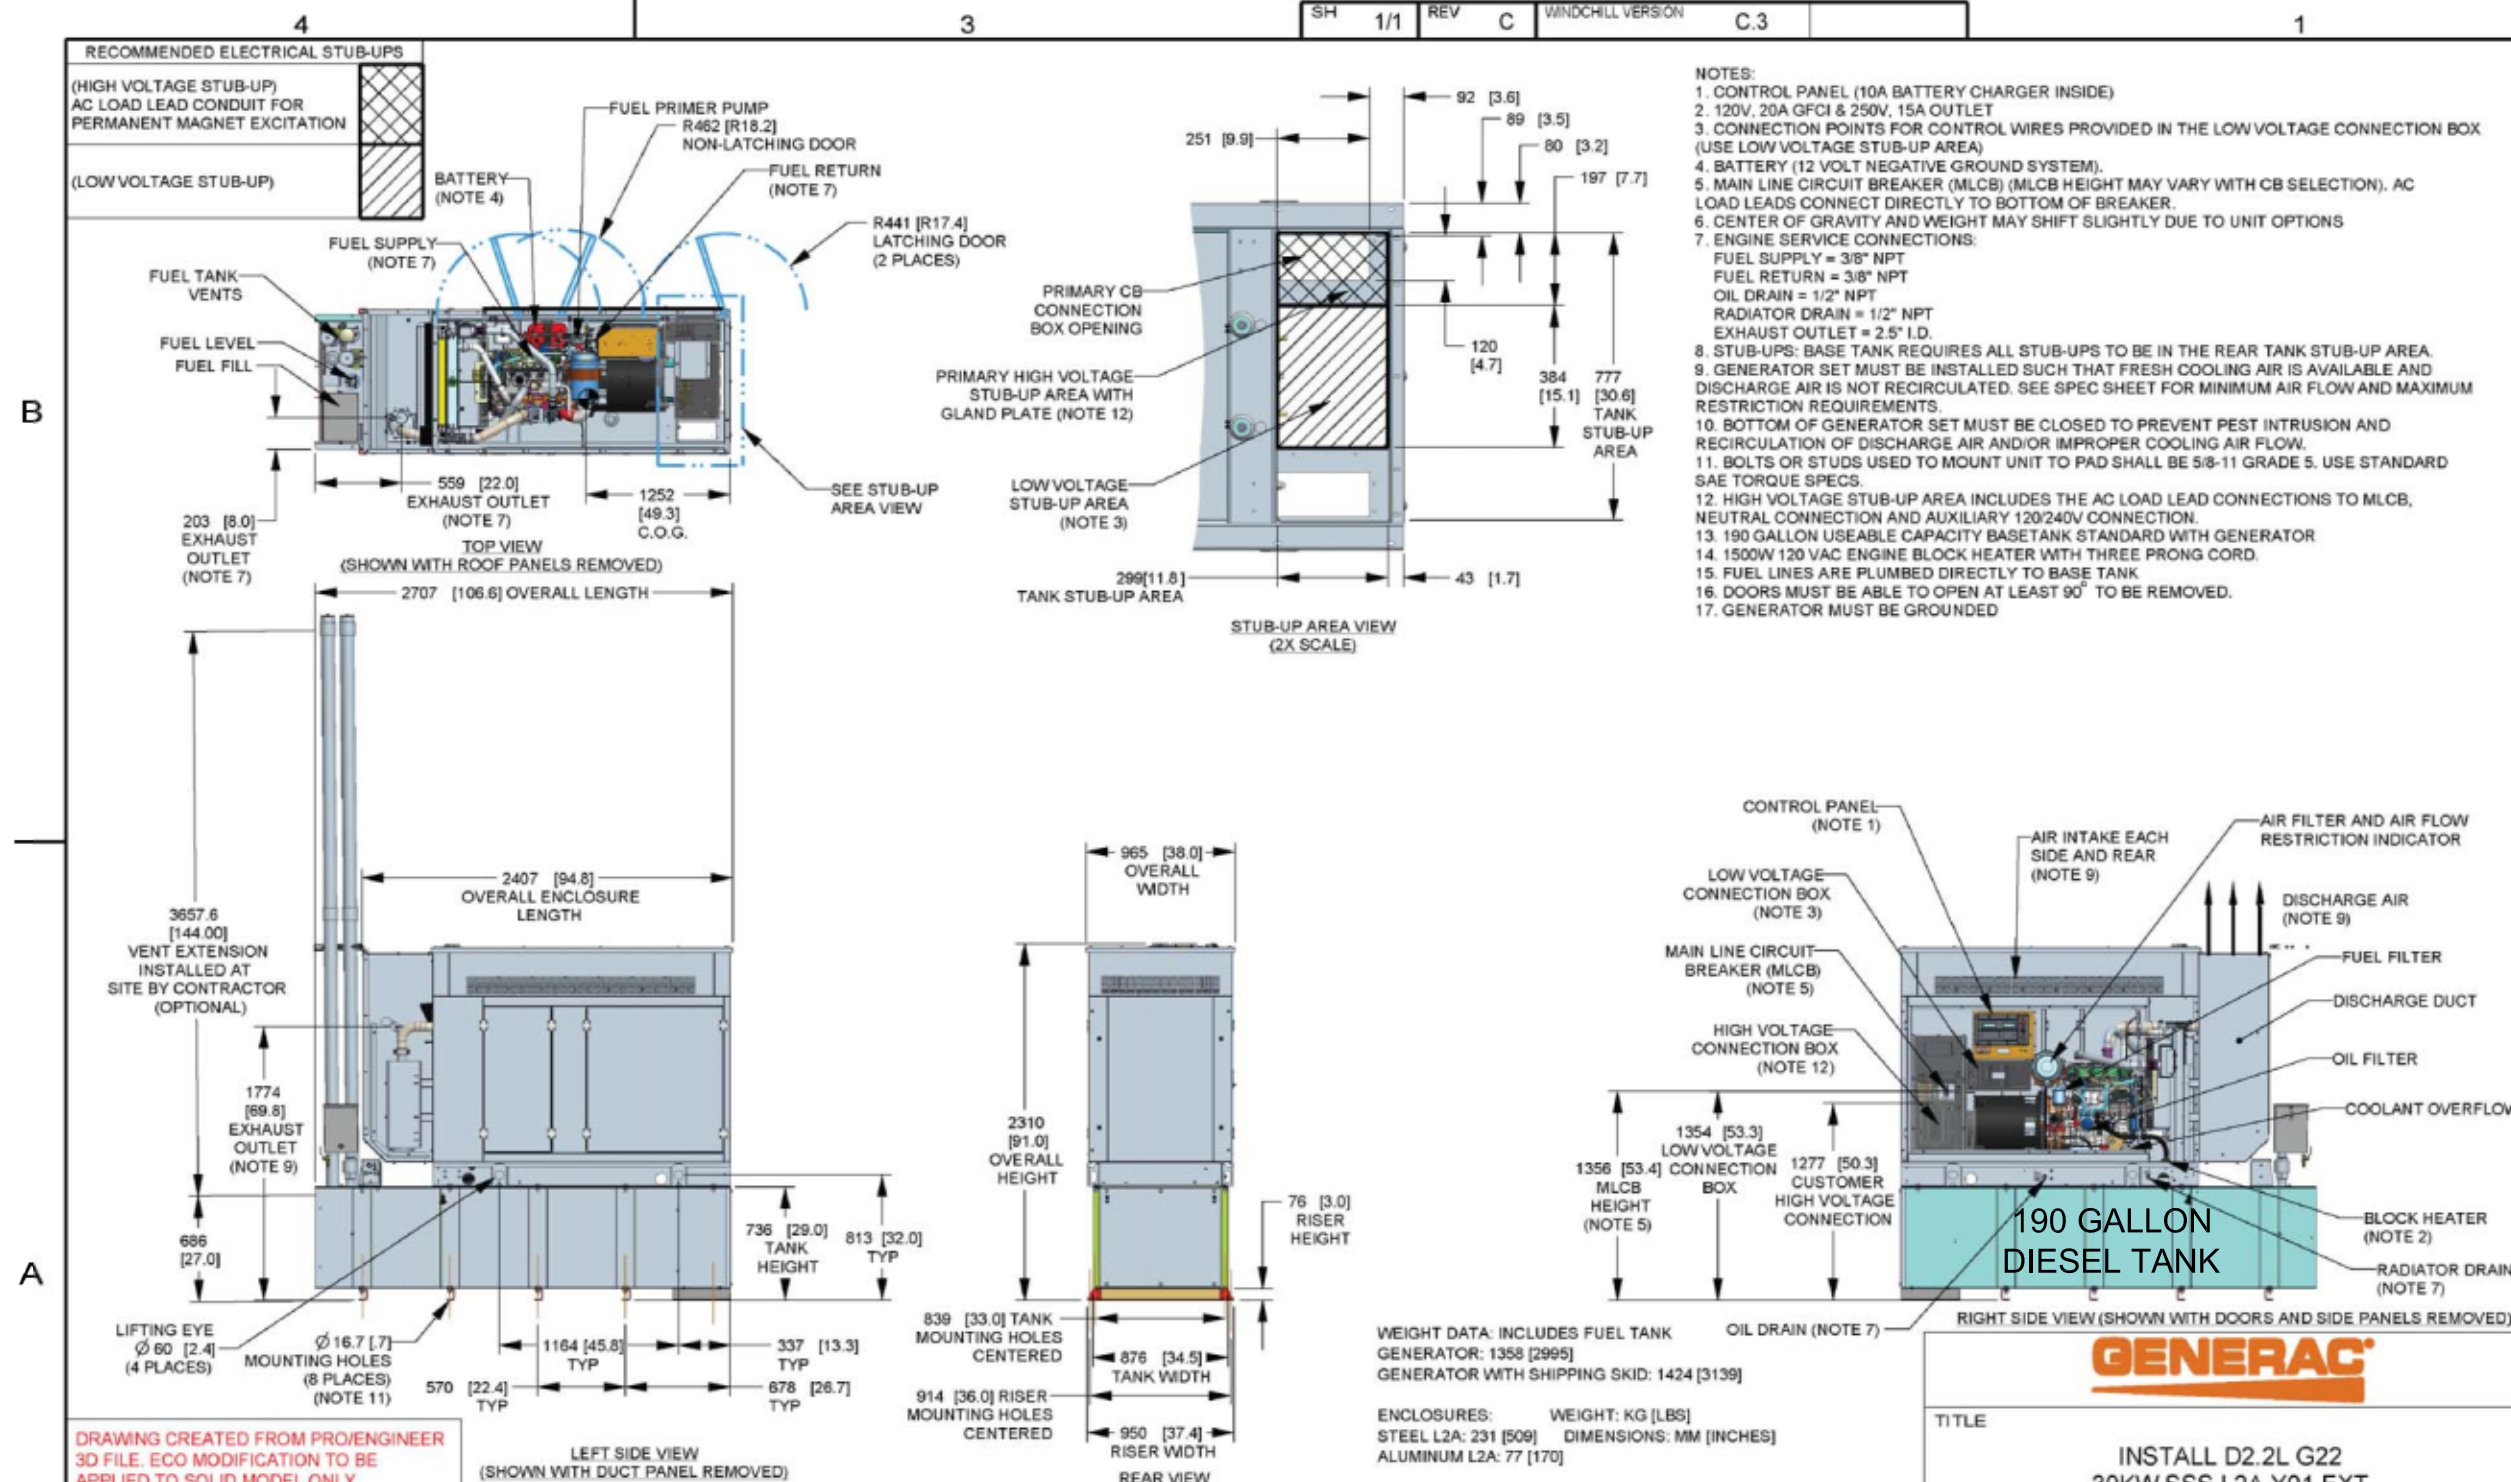 4
3
SH 1/1
REV C
WINDCHILL VERSION C.3
1
RECOMMENDED ELECTRICAL STUB-UPS
(HIGH VOLTAGE STUB-UP)
AC LOAD LEAD CONDUIT FOR
PERMANENT MAGNET EXCITATION
(LOW VOLTAGE STUB-UP)
FUEL PRIMER PUMP
R462 [R18.2]
NON-LATCHING DOOR
FUEL RETURN
(NOTE 7)
BATTERY
(NOTE 4)
R441 [R17.4]
LATCHING DOOR
(2 PLACES)
FUEL SUPPLY
(NOTE 7)
FUEL TANK
VENTS
FUEL LEVEL
FUEL FILL
B
559 [22.0]
EXHAUST OUTLET
(NOTE 7)
1252
[49.3]
C.O.G.
SEE STUB-UP
AREA VIEW
203 [8.0]
EXHAUST
OUTLET
(NOTE 7)
TOP VIEW
(SHOWN WITH ROOF PANELS REMOVED)
92 [3.6]
89 [3.5]
251 [9.9]
80 [3.2]
197 [7.7]
PRIMARY CB
CONNECTION
BOX OPENING
120
[4.7]
PRIMARY HIGH VOLTAGE
STUB-UP AREA WITH
GLAND PLATE (NOTE 12)
384
[15.1]
777
[30.6]
TANK
STUB-UP
AREA
LOW VOLTAGE
STUB-UP AREA
(NOTE 3)
299[11.8]
TANK STUB-UP AREA
43 [1.7]
STUB-UP AREA VIEW
(2X SCALE)
NOTES:
1. CONTROL PANEL (10A BATTERY CHARGER INSIDE)
2. 120V, 20A GFCI & 250V, 15A OUTLET
3. CONNECTION POINTS FOR CONTROL WIRES PROVIDED IN THE LOW VOLTAGE CONNECTION BOX
(USE LOW VOLTAGE STUB-UP AREA)
4. BATTERY (12 VOLT NEGATIVE GROUND SYSTEM).
5. MAIN LINE CIRCUIT BREAKER (MLCB) (MLCB HEIGHT MAY VARY WITH CB SELECTION). AC
LOAD LEADS CONNECT DIRECTLY TO BOTTOM OF BREAKER.
6. CENTER OF GRAVITY AND WEIGHT MAY SHIFT SLIGHTLY DUE TO UNIT OPTIONS
7. ENGINE SERVICE CONNECTIONS:
FUEL SUPPLY = 3/8" NPT
FUEL RETURN = 3/8" NPT
OIL DRAIN = 1/2" NPT
RADIATOR DRAIN = 1/2" NPT
EXHAUST OUTLET = 2.5" I.D.
8. STUB-UPS: BASE TANK REQUIRES ALL STUB-UPS TO BE IN THE REAR TANK STUB-UP AREA.
9. GENERATOR SET MUST BE INSTALLED SUCH THAT FRESH COOLING AIR IS AVAILABLE AND
DISCHARGE AIR IS NOT RECIRCULATED. SEE SPEC SHEET FOR MINIMUM AIR FLOW AND MAXIMUM
RESTRICTION REQUIREMENTS.
10. BOTTOM OF GENERATOR SET MUST BE CLOSED TO PREVENT PEST INTRUSION AND
RECIRCULATION OF DISCHARGE AIR AND/OR IMPROPER COOLING AIR FLOW.
11. BOLTS OR STUDS USED TO MOUNT UNIT TO PAD SHALL BE 5/8-11 GRADE 5. USE STANDARD
SAE TORQUE SPECS.
12. HIGH VOLTAGE STUB-UP AREA INCLUDES THE AC LOAD LEAD CONNECTIONS TO MLCB,
NEUTRAL CONNECTION AND AUXILIARY 120/240V CONNECTION.
13. 190 GALLON USEABLE CAPACITY BASETANK STANDARD WITH GENERATOR
14. 1500W 120 VAC ENGINE BLOCK HEATER WITH THREE PRONG CORD.
15. FUEL LINES ARE PLUMBED DIRECTLY TO BASE TANK
16. DOORS MUST BE ABLE TO OPEN AT LEAST 90° TO BE REMOVED.
17. GENERATOR MUST BE GROUNDED
2707 [106.6] OVERALL LENGTH
2407 [94.8]
OVERALL ENCLOSURE
LENGTH
3657.6
[144.00]
VENT EXTENSION
INSTALLED AT
SITE BY CONTRACTOR
(OPTIONAL)
1774
[69.8]
EXHAUST
OUTLET
(NOTE 9)
686
[27.0]
736 [29.0]
TANK
HEIGHT
813 [32.0]
TYP
A
LIFTING EYE
Ø 60 [2.4]
(4 PLACES)
Ø 16.7 [.7]
MOUNTING HOLES
(8 PLACES)
(NOTE 11)
1164 [45.8]
TYP
337 [13.3]
TYP
570 [22.4]
TYP
678 [26.7]
TYP
LEFT SIDE VIEW
(SHOWN WITH DUCT PANEL REMOVED)
DRAWING CREATED FROM PRO/ENGINEER
3D FILE. ECO MODIFICATION TO BE
APPLIED TO SOLID MODEL ONLY
965 [38.0]
OVERALL
WIDTH
2310
[91.0]
OVERALL
HEIGHT
76 [3.0]
RISER
HEIGHT
839 [33.0] TANK
MOUNTING HOLES
CENTERED
876 [34.5]
TANK WIDTH
914 [36.0] RISER
MOUNTING HOLES
CENTERED
950 [37.4]
RISER WIDTH
REAR VIEW
CONTROL PANEL
(NOTE 1)
AIR INTAKE EACH
SIDE AND REAR
(NOTE 9)
AIR FILTER AND AIR FLOW
RESTRICTION INDICATOR
LOW VOLTAGE
CONNECTION BOX
(NOTE 3)
DISCHARGE AIR
(NOTE 9)
MAIN LINE CIRCUIT
BREAKER (MLCB)
(NOTE 5)
FUEL FILTER
DISCHARGE DUCT
HIGH VOLTAGE
CONNECTION BOX
(NOTE 12)
OIL FILTER
COOLANT OVERFLOW
1356 [53.4]
MLCB
HEIGHT
(NOTE 5)
1354 [53.3]
LOW VOLTAGE
CONNECTION
BOX
1277 [50.3]
CUSTOMER
HIGH VOLTAGE
CONNECTION
190 GALLON
DIESEL TANK
BLOCK HEATER
(NOTE 2)
RADIATOR DRAIN
(NOTE 7)
OIL DRAIN (NOTE 7)
RIGHT SIDE VIEW (SHOWN WITH DOORS AND SIDE PANELS REMOVED)
WEIGHT DATA: INCLUDES FUEL TANK
GENERATOR: 1358 [2995]
GENERATOR WITH SHIPPING SKID: 1424 [3139]
ENCLOSURES: WEIGHT: KG [LBS]
STEEL L2A: 231 [509] DIMENSIONS: MM [INCHES]
ALUMINUM L2A: 77 [170]
GENERAC
TITLE
INSTALL D2.2L G22